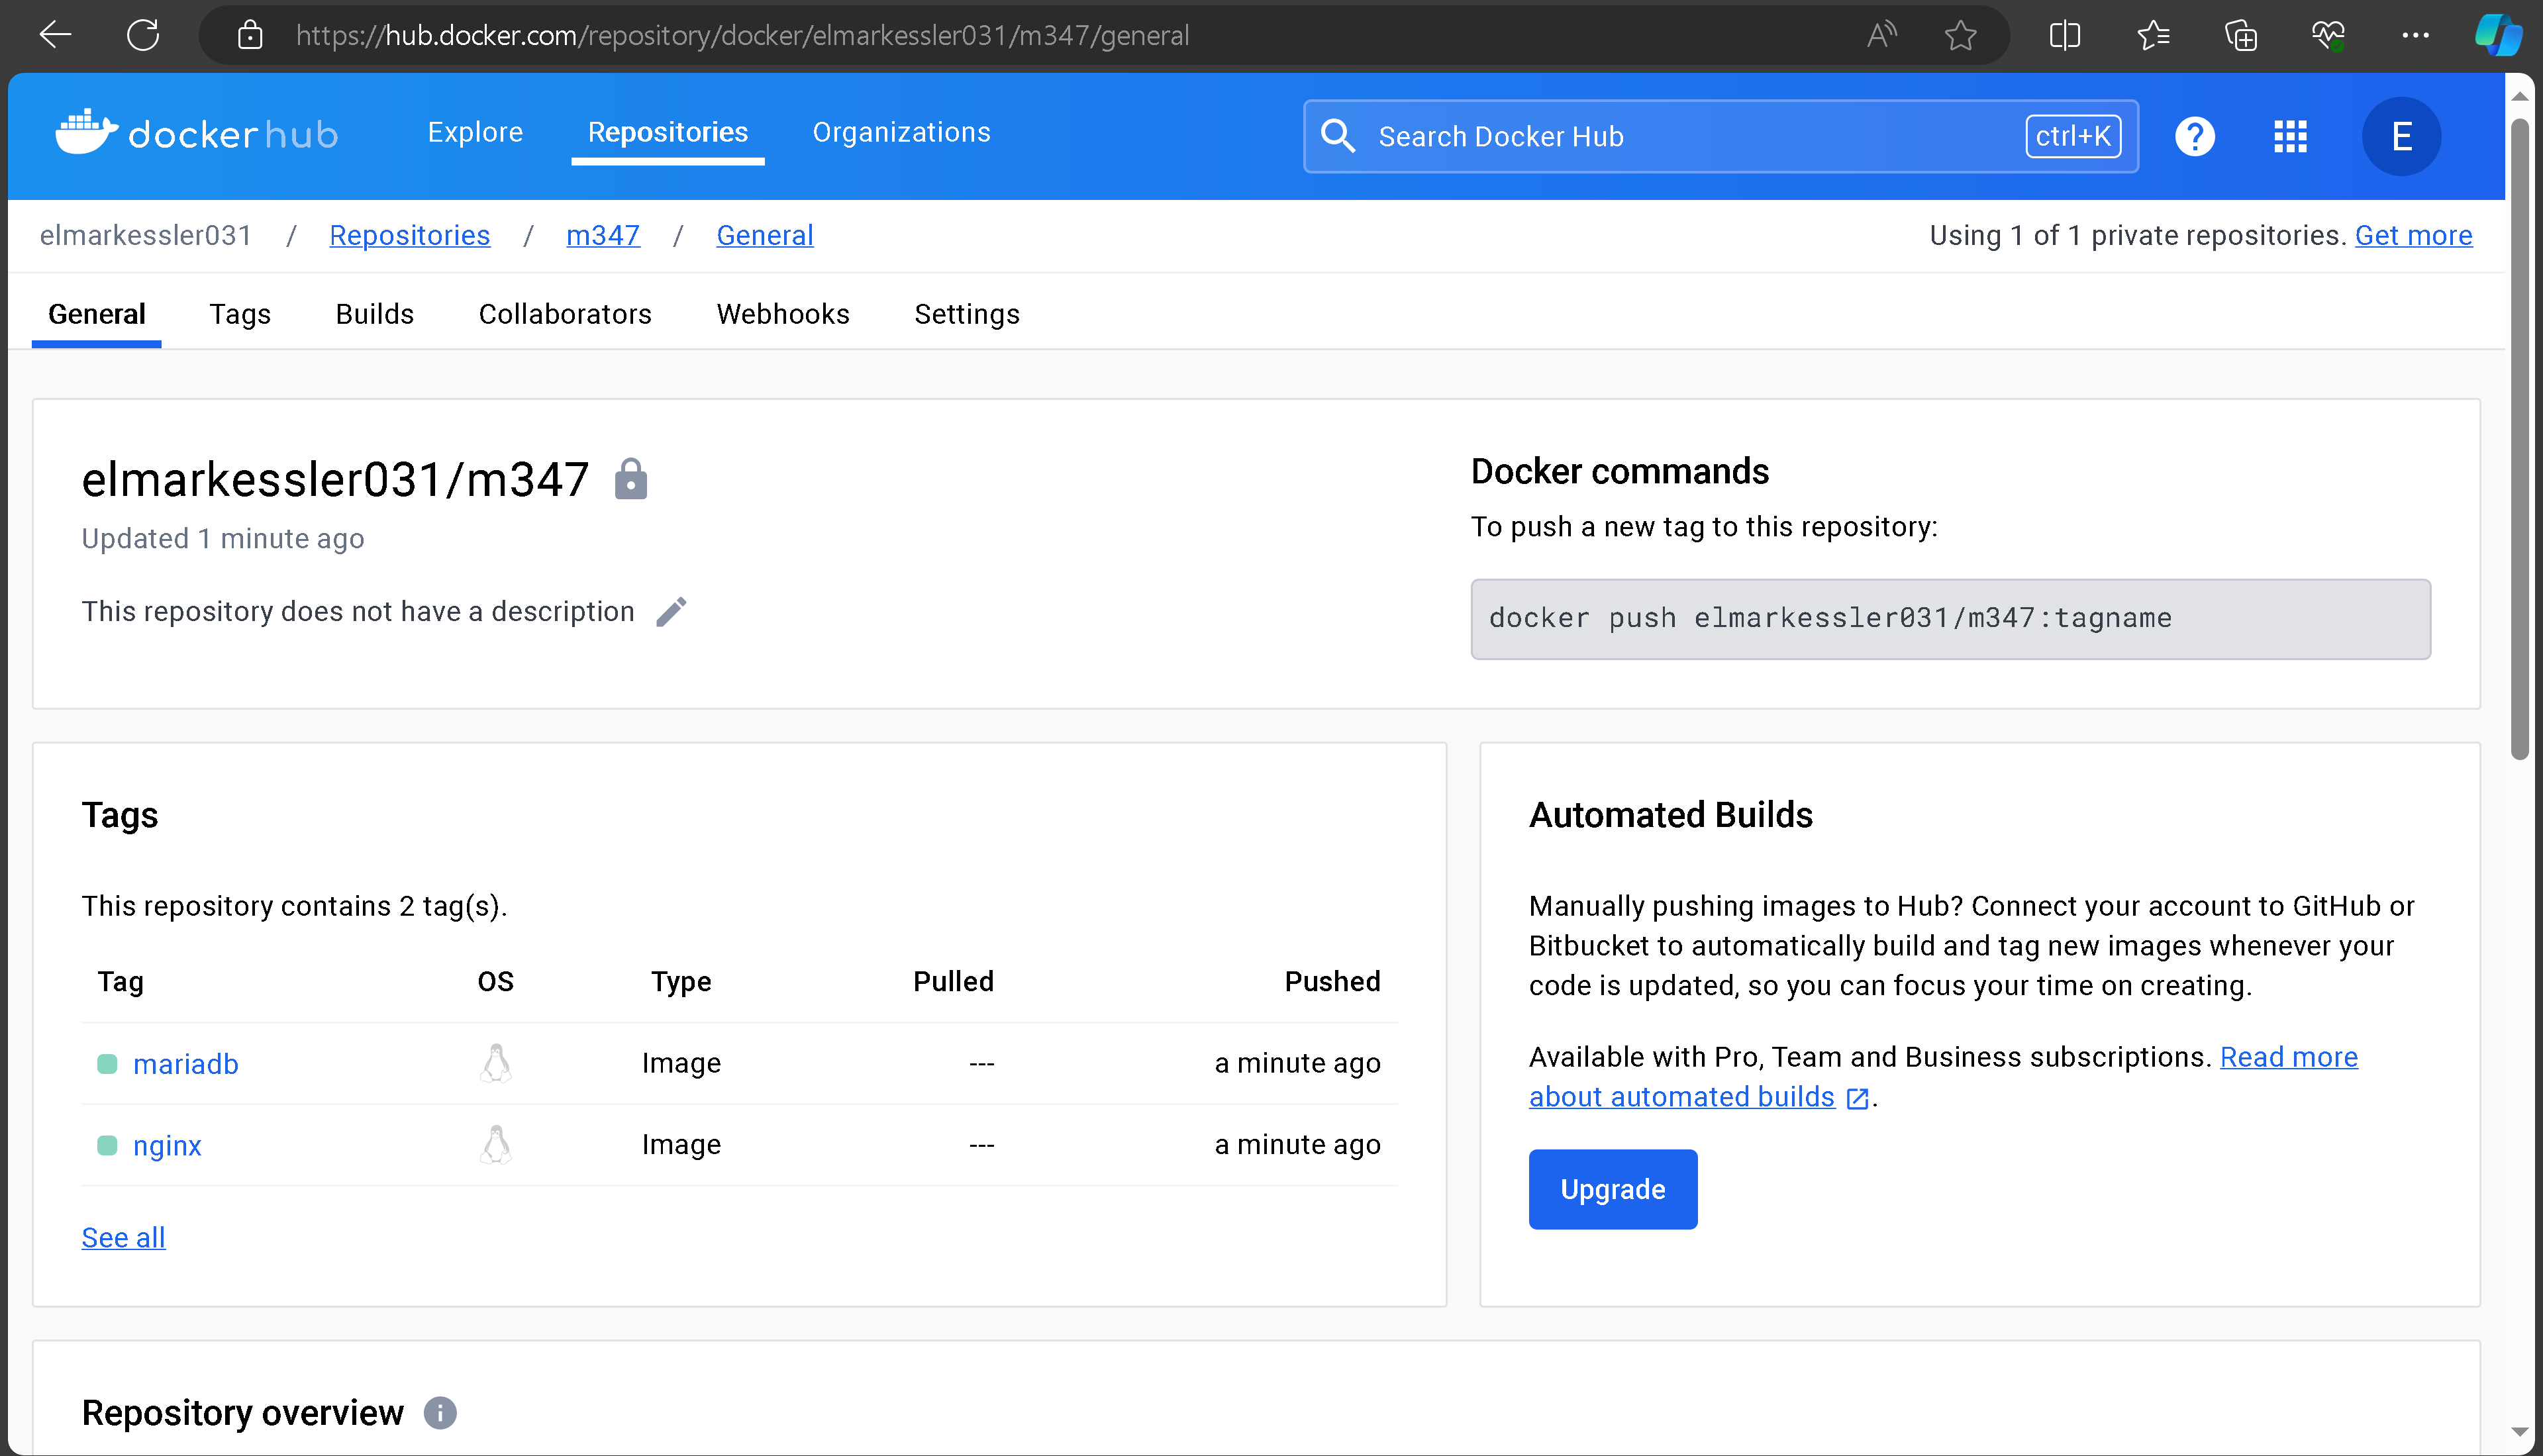 https://hub.docker.com/repository/docker/elmarkessler031/m347/general
dockerhub
Explore
Repositories
Organizations
Search Docker Hub
ctrl+K
?
E
elmarkessler031 / Repositories / m347 / General
Using 1 of 1 private repositories. Get more
General
Tags
Builds
Collaborators
Webhooks
Settings
elmarkessler031/m347
Updated 1 minute ago
This repository does not have a description
Docker commands
To push a new tag to this repository:
docker push elmarkessler031/m347:tagname
Tags
This repository contains 2 tag(s).
Tag OS Type Pulled Pushed
mariadb Image --- a minute ago
nginx Image --- a minute ago
See all
Automated Builds
Manually pushing images to Hub? Connect your account to GitHub or
Bitbucket to automatically build and tag new images whenever your
code is updated, so you can focus your time on creating.
Available with Pro, Team and Business subscriptions. Read more
about automated builds .
Upgrade
Repository overview